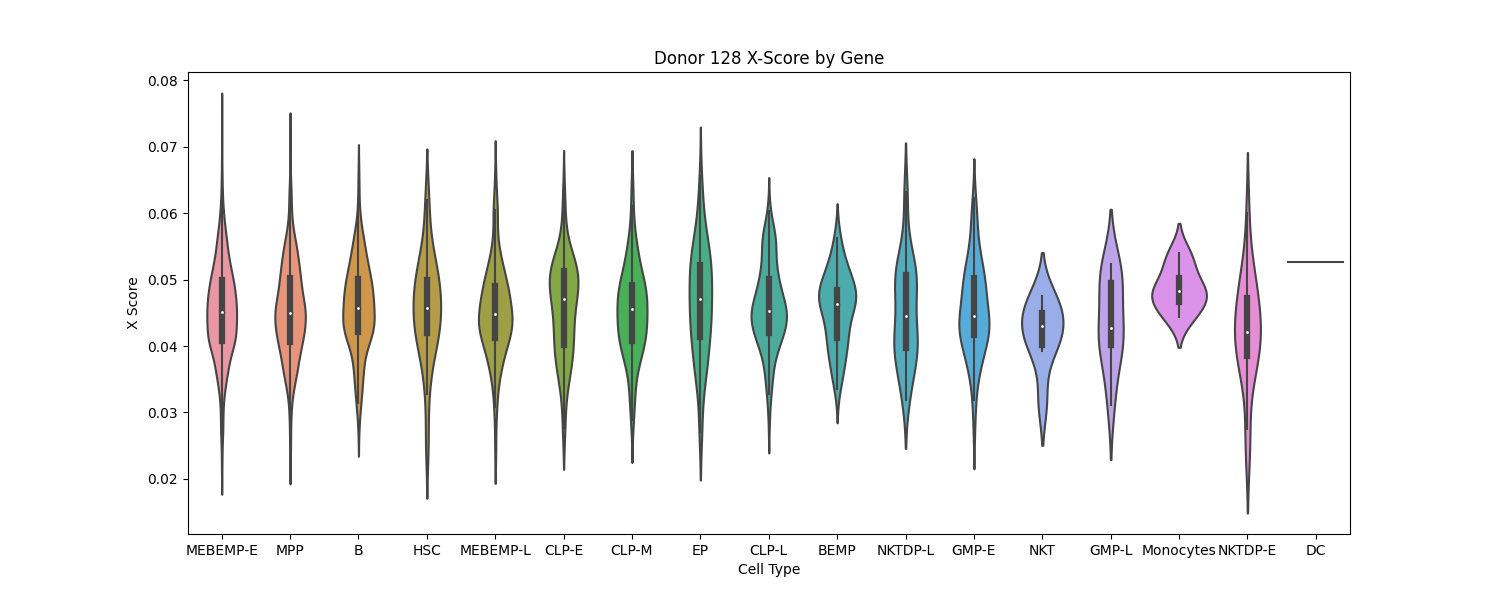 Donor 128 X-Score by Gene
0.08
0.07
0.06
0.05
0.04
0.03
0.02
X Score
MEBEMP-E MPP B HSC MEBEMP-L CLP-E CLP-M EP CLP-L BEMP NKTDP-L GMP-E NKT GMP-L Monocytes NKTDP-E DC
Cell Type